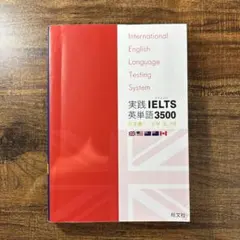 International
English
Language
Testing
System
実践IELTS
英単語3500
旺文社